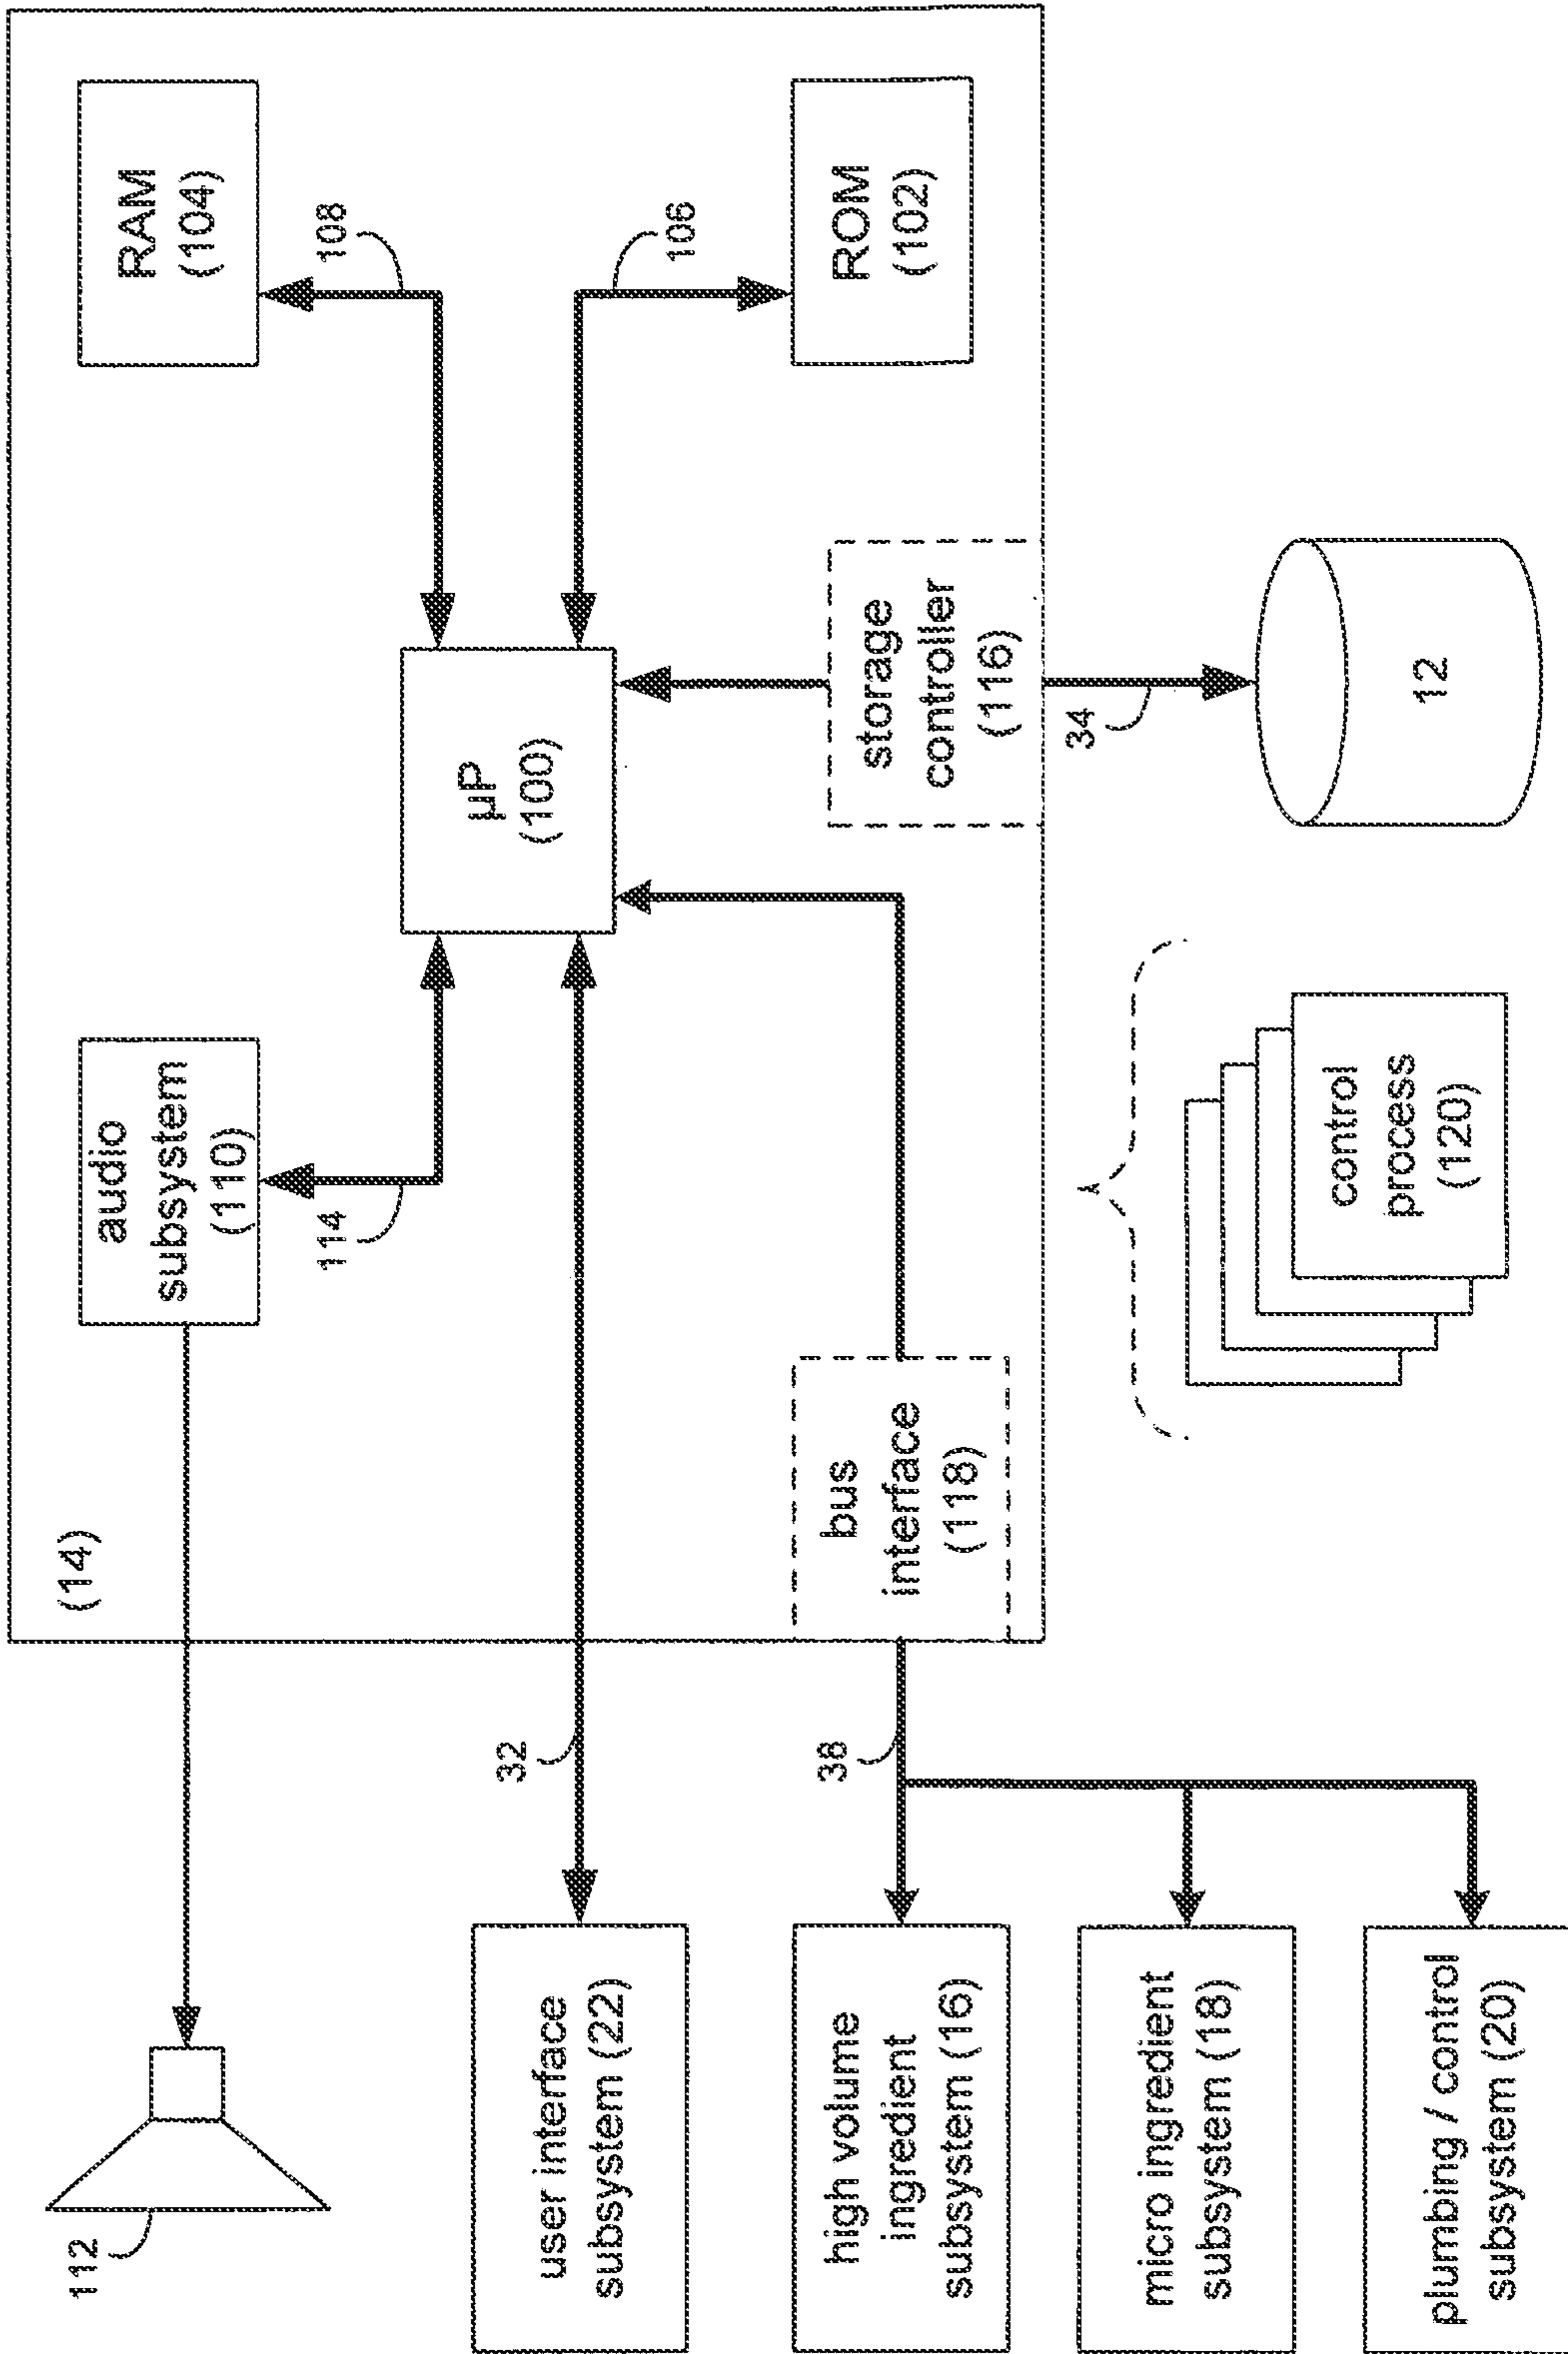 112
(14)
audio
subsystem
(110)
RAM
(104)
114
108
user interface
subsystem (22)
32
µP
(100)
106
high volume
ingredient
subsystem (16)
38
bus
interface
(118)
storage
controller
(116)
ROM
(102)
34
micro ingredient
subsystem (18)
control
process
(120)
12
plumbing / control
subsystem (20)